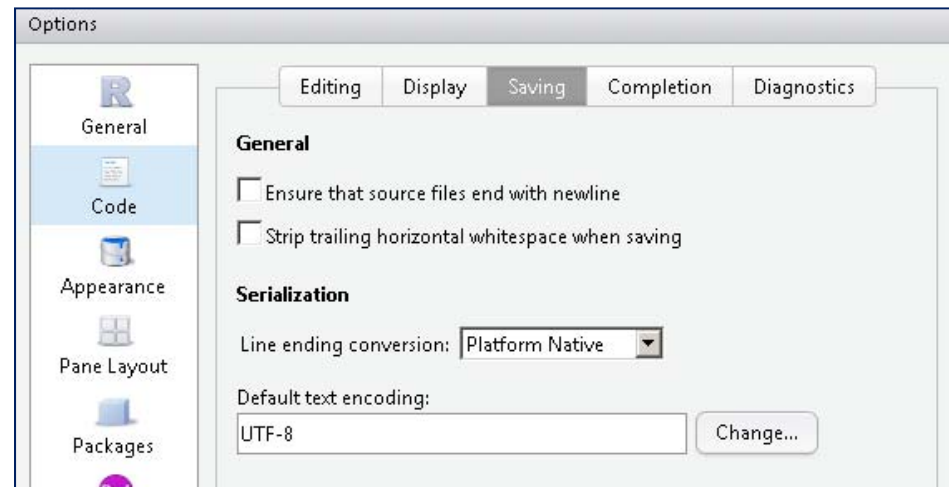 Options
General
Code
Appearance
Pane Layout
Packages
Editing Display Saving Completion Diagnostics
General
Ensure that source files end with newline
Strip trailing horizontal whitespace when saving
Serialization
Line ending conversion: Platform Native
Default text encoding:
UTF-8 Change...